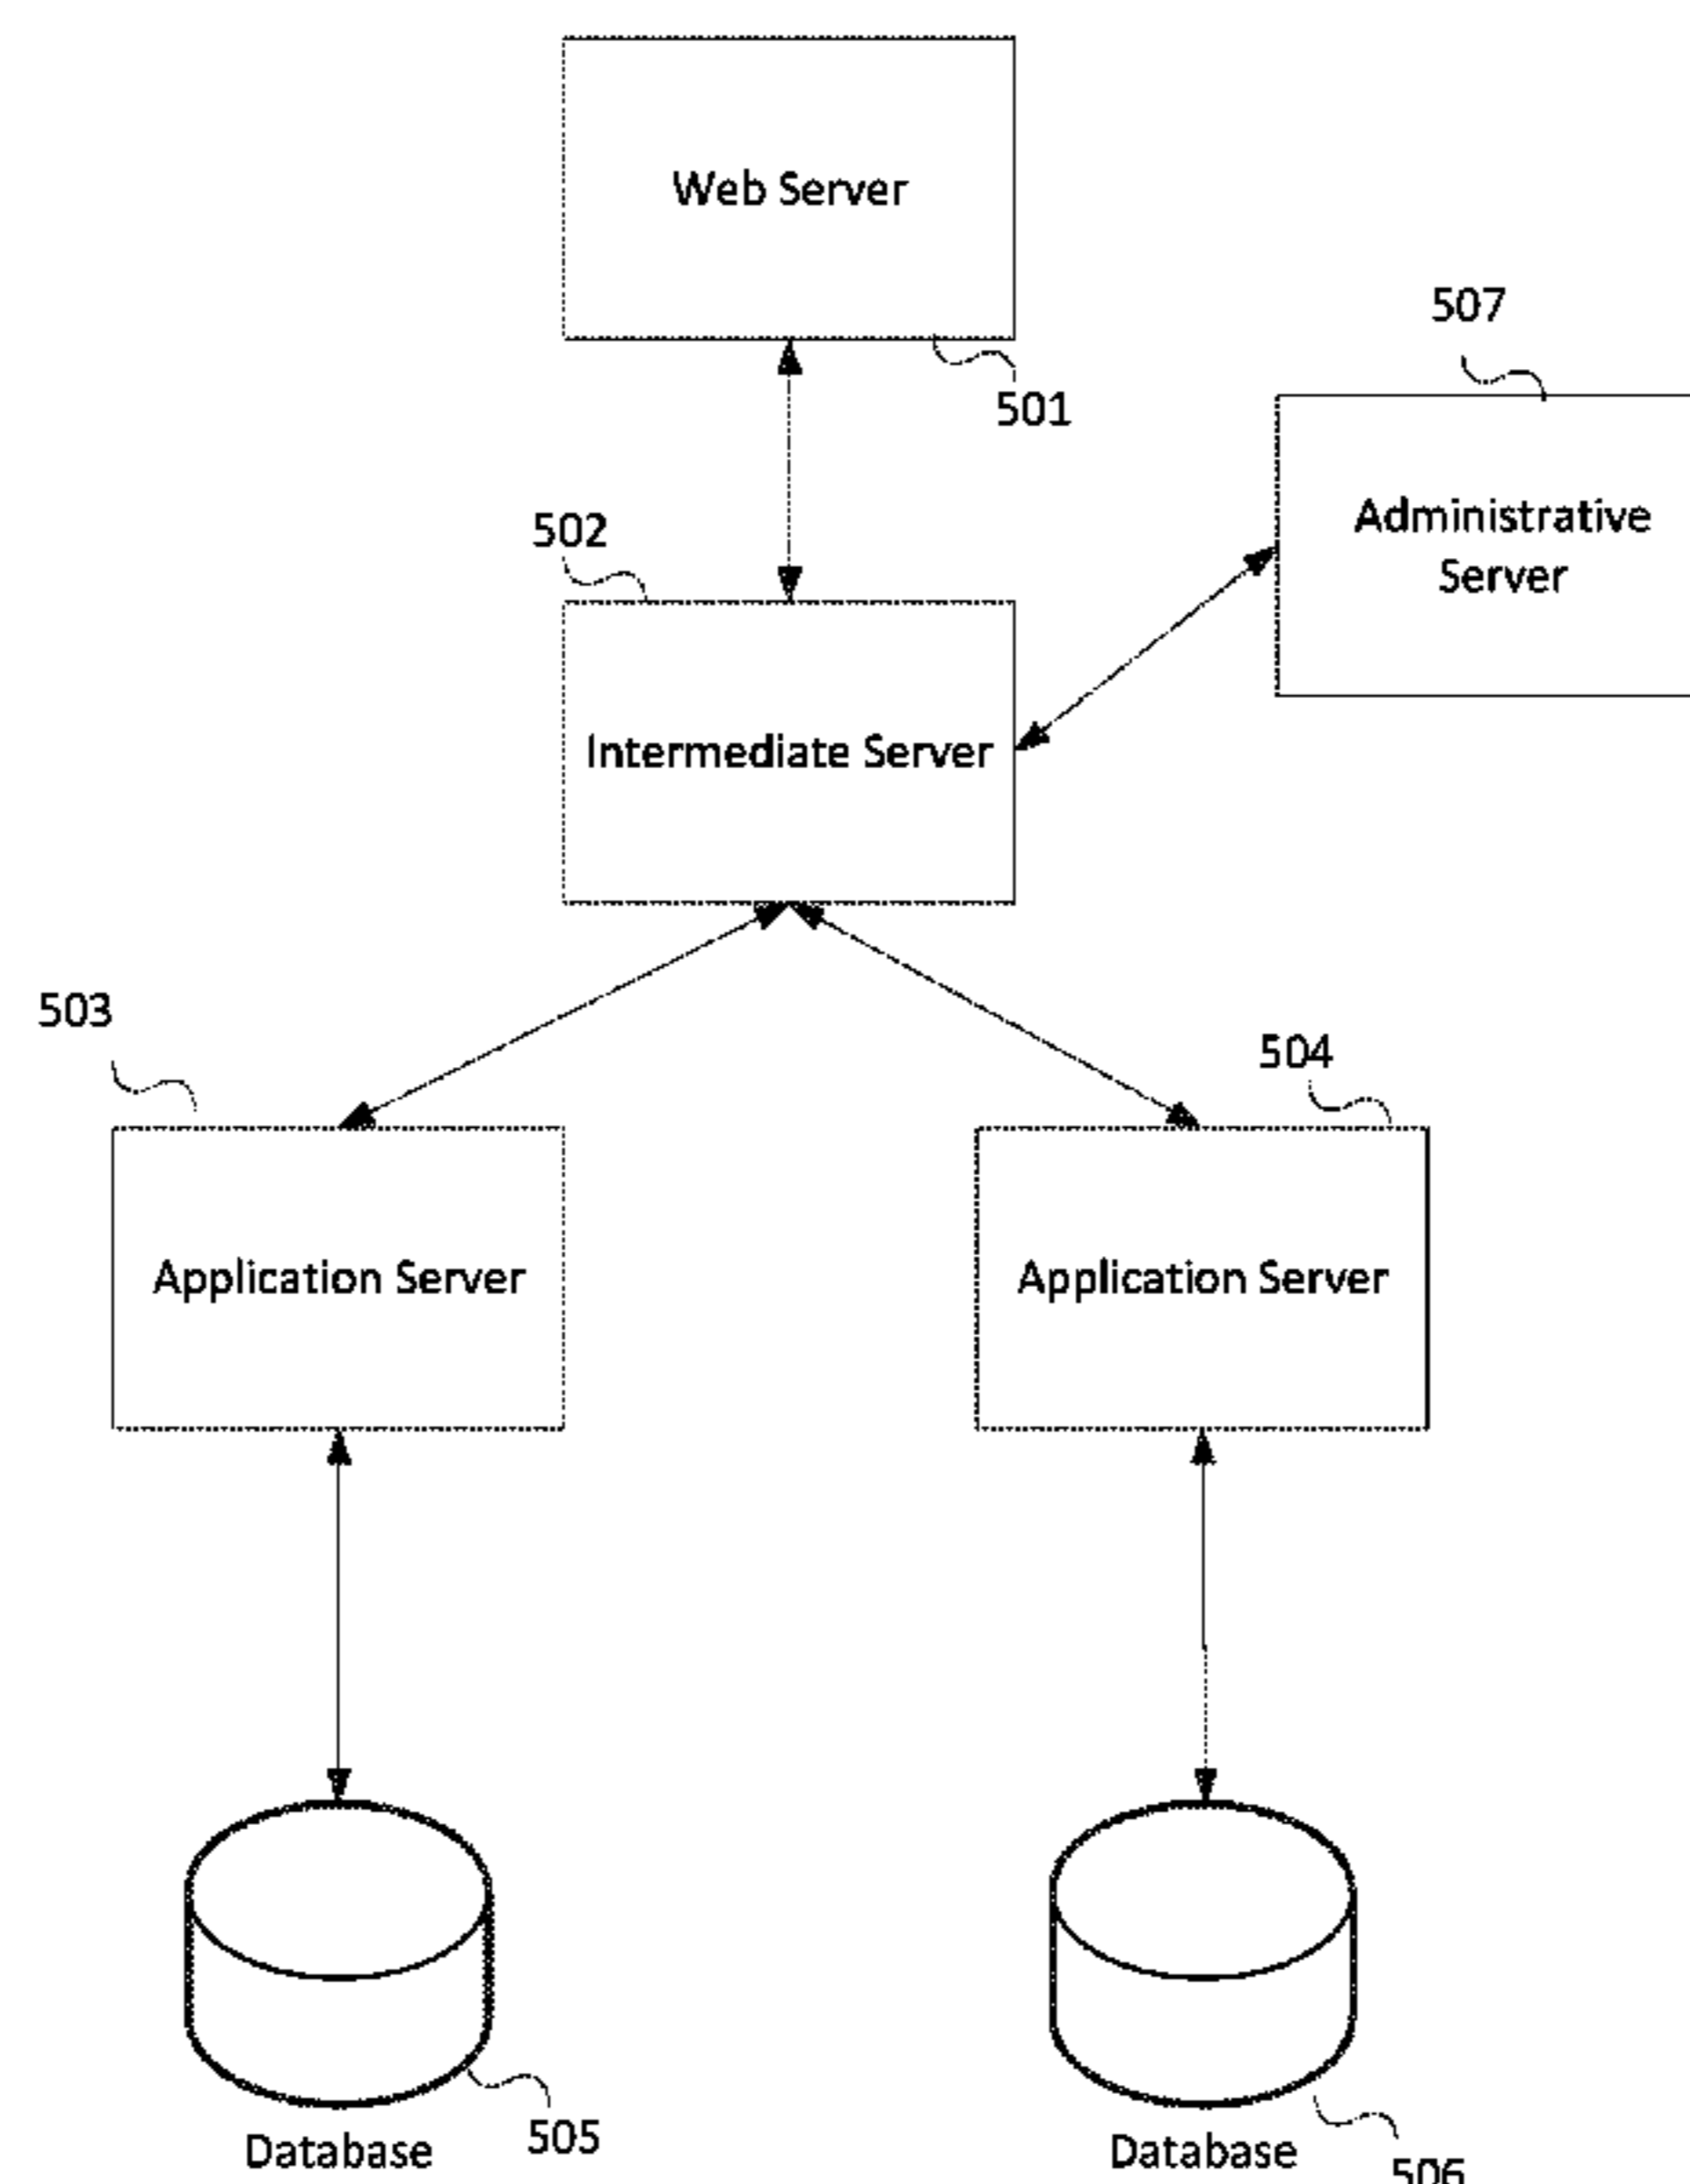 Web Server
501
507
Administrative
Server
502
Intermediate Server
503
504
Application Server
Application Server
505
Database
Database
506